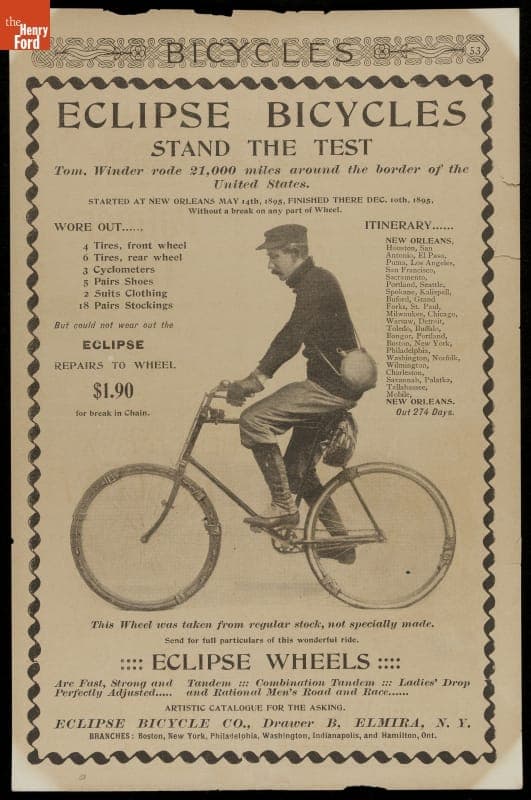 the
Henry
Ford
BICYCLES
53
ECLIPSE BICYCLES
STAND THE TEST
Tom. Winder rode 21,000 miles around the border of the
United States.
STARTED AT NEW ORLEANS MAY 14th, 1895, FINISHED THERE DEC. 10th, 1895,
Without a break on any part of Wheel.
WORE OUT......
4 Tires, front wheel
6 Tires, rear wheel
3 Cyclometers
5 Pairs Shoes
2 Suits Clothing
18 Pairs Stockings
But could not wear out the
ECLIPSE
REPAIRS TO WHEEL
$1.90
for break in Chain.
ITINERARY......
NEW ORLEANS,
Houston, San
Antonio, El Paso,
Puma, Los Angeles,
San Francisco,
Sacramento,
Portland, Seattle,
Spokane, Kalispell,
Buford, Grand
Forks, St. Paul,
Milwaukee, Chicago,
Warsaw, Detroit,
Toledo, Buffalo,
Bangor, Portland,
Boston, New York,
Philadelphia,
Washington, Norfolk,
Wilmington,
Charleston,
Savannah, Palatka,
Tallahassee,
Mobile,
NEW ORLEANS.
Out 274 Days.
This Wheel was taken from regular stock, not specially made.
Send for full particulars of this wonderful ride.
:::: ECLIPSE WHEELS ::::
Are Fast, Strong and
Perfectly Adjusted.....
Tandem ::: Combination Tandem ::: Ladies' Drop
and Rational Men's Road and Race......
ARTISTIC CATALOGUE FOR THE ASKING.
ECLIPSE BICYCLE CO., Drawer B, ELMIRA, N. Y.
BRANCHES: Boston, New York, Philadelphia, Washington, Indianapolis, and Hamilton, Ont.